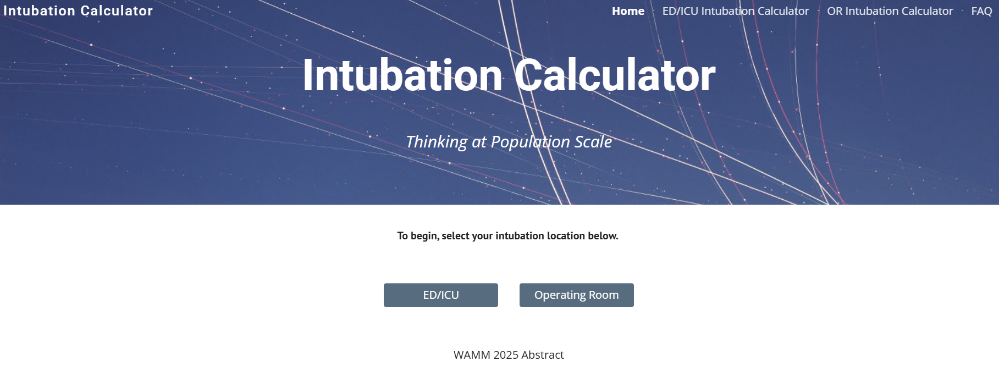 Intubation Calculator
Home · ED/ICU Intubation Calculator · OR Intubation Calculator · FAQ
Intubation Calculator
Thinking at Population Scale
To begin, select your intubation location below.
ED/ICU
Operating Room
WAMM 2025 Abstract